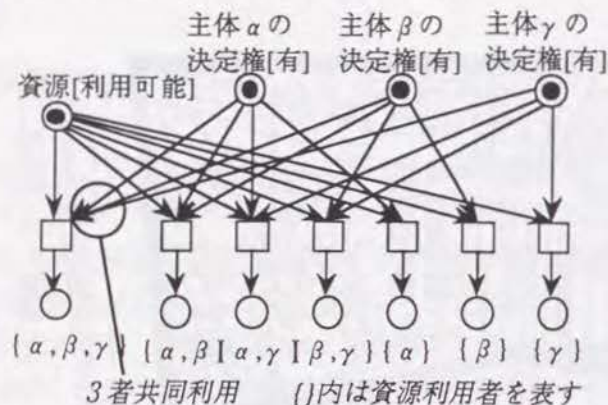 主体αの 主体βの 主体γの
決定権[有] 決定権[有] 決定権[有]
資源[利用可能]
{α,β,γ} {α,β}{α,γ}{β,γ}{α} {β} {γ}
3者共同利用 {}内は資源利用者を表す